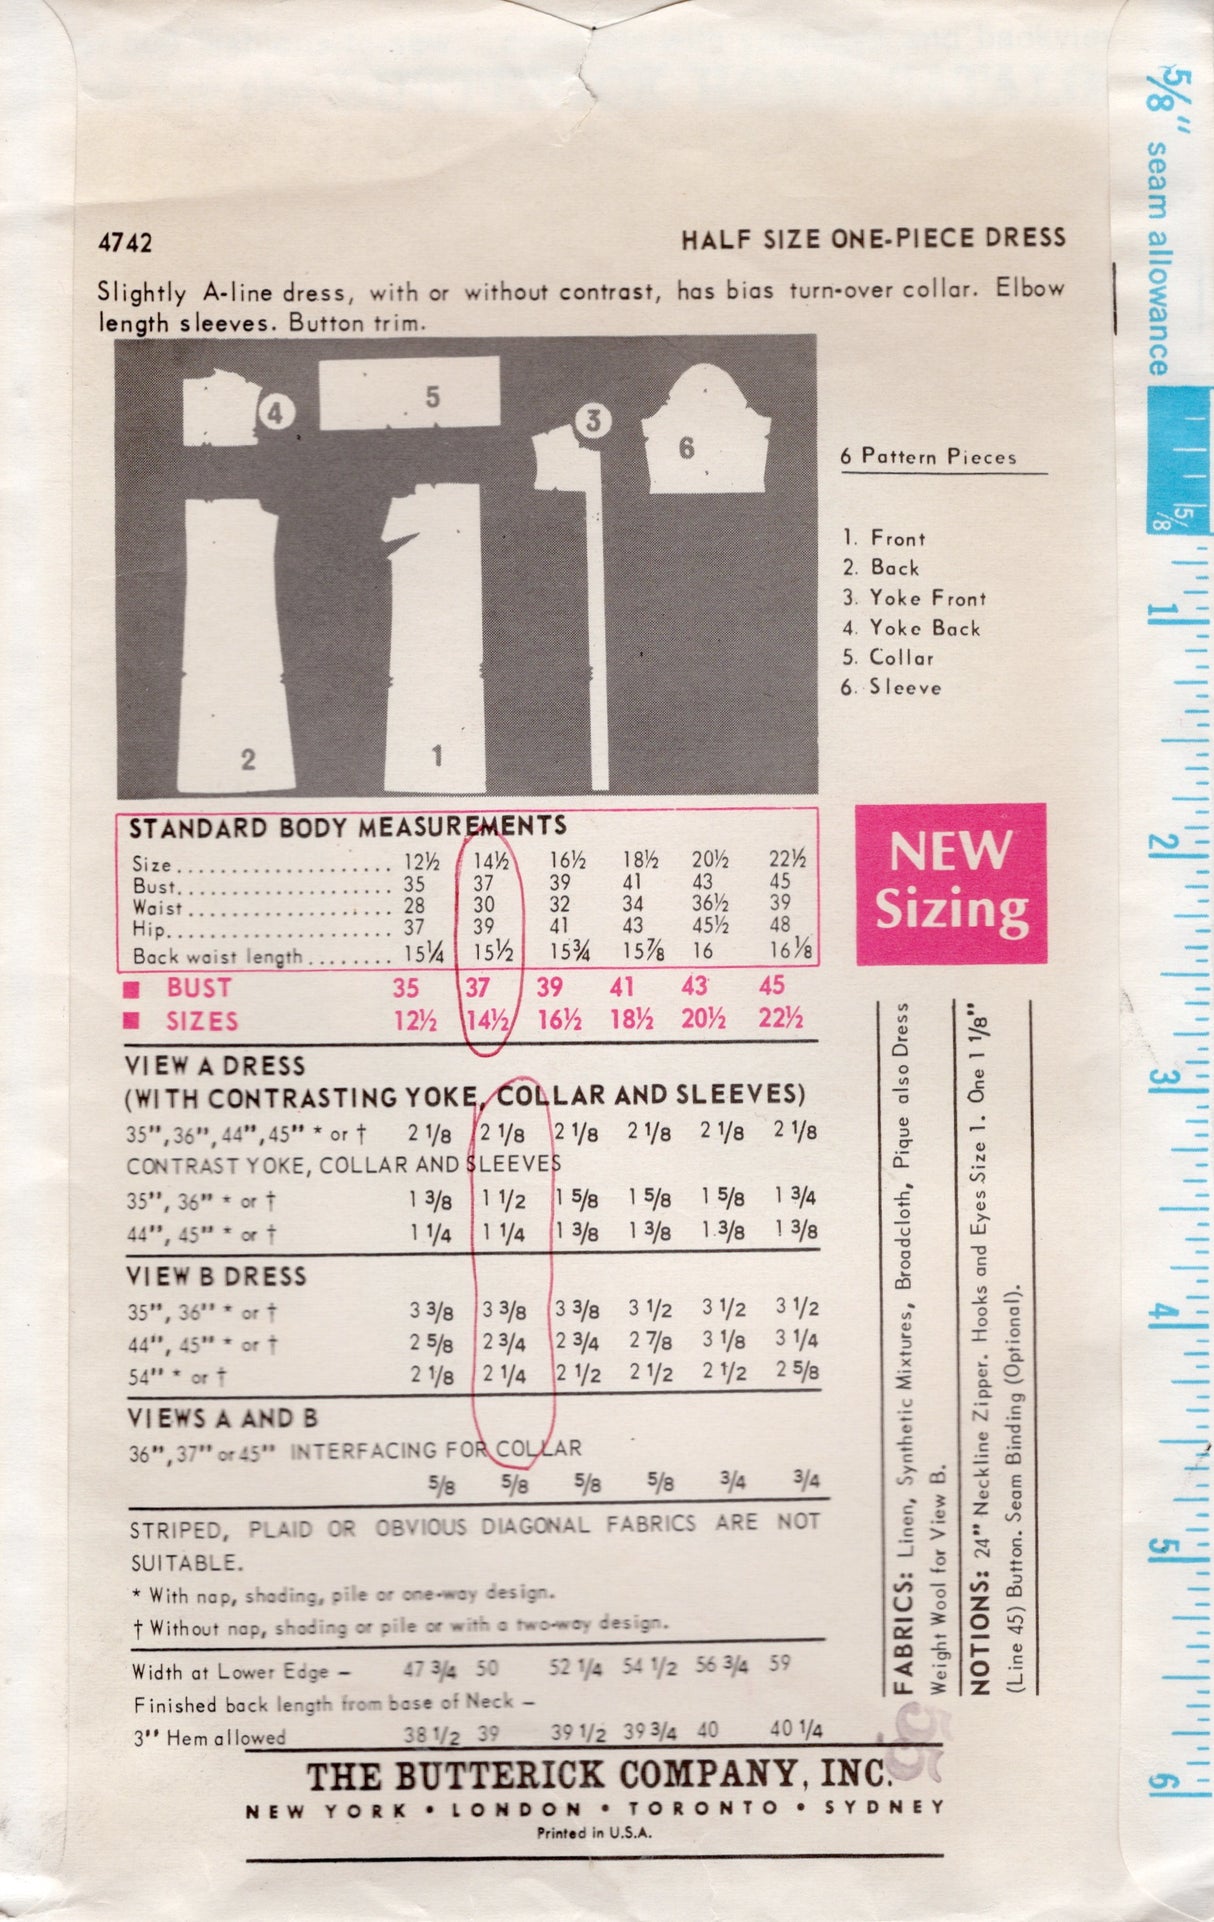 4742
HALF SIZE ONE-PIECE DRESS
Slightly A-line dress, with or without contrast, has bias turn-over collar. Elbow
length sleeves. Button trim.
4
5
3
6
2
1
6 Pattern Pieces
1. Front
2. Back
3. Yoke Front
4. Yoke Back
5. Collar
6. Sleeve
STANDARD BODY MEASUREMENTS
Size.................... 12½ 14½ 16½ 18½ 20½ 22½
Bust.................... 35 37 39 41 43 45
Waist................... 28 30 32 34 36½ 39
Hip..................... 37 39 41 43 45½ 48
Back waist length........ 15¼ 15½ 15¾ 15⅞ 16 16⅛
■ BUST 35 37 39 41 43 45
■ SIZES 12½ 14½ 16½ 18½ 20½ 22½
NEW
Sizing
VIEW A DRESS
(WITH CONTRASTING YOKE, COLLAR AND SLEEVES)
35", 36", 44", 45" * or † 2 1/8 2 1/8 2 1/8 2 1/8 2 1/8 2 1/8
CONTRAST YOKE, COLLAR AND SLEEVES
35", 36" * or † 1 3/8 1 1/2 1 5/8 1 5/8 1 5/8 1 3/4
44", 45" * or † 1 1/4 1 1/4 1 3/8 1 3/8 1.3/8 1 3/8
VIEW B DRESS
35", 36" * or † 3 3/8 3 3/8 3 3/8 3 1/2 3 1/2 3 1/2
44", 45" * or † 2 5/8 2 3/4 2 3/4 2 7/8 3 1/8 3 1/4
54" * or † 2 1/8 2 1/4 2 1/2 2 1/2 2 1/2 2 5/8
VIEWS A AND B
36", 37" or 45" INTERFACING FOR COLLAR
5/8 5/8 5/8 5/8 3/4 3/4
STRIPED, PLAID OR OBVIOUS DIAGONAL FABRICS ARE NOT
SUITABLE.
* With nap, shading, pile or one-way design.
† Without nap, shading or pile or with a two-way design.
Width at Lower Edge – 47 3/4 50 52 1/4 54 1/2 56 3/4 59
Finished back length from base of Neck –
3" Hem allowed 38 1/2 39 39 1/2 39 3/4 40 40 1/4
THE BUTTERICK COMPANY, INC.
NEW YORK • LONDON • TORONTO • SYDNEY
Printed in U.S.A.
FABRICS: Linen, Synthetic Mixtures, Broadcloth, Pique also Dress
Weight Wool for View B.
NOTIONS: 24" Neckline Zipper. Hooks and Eyes Size 1. One 1 1/8"
(Line 45) Button. Seam Binding (Optional).
5/8" seam allowance
5/8
1
2
3
4
5
6